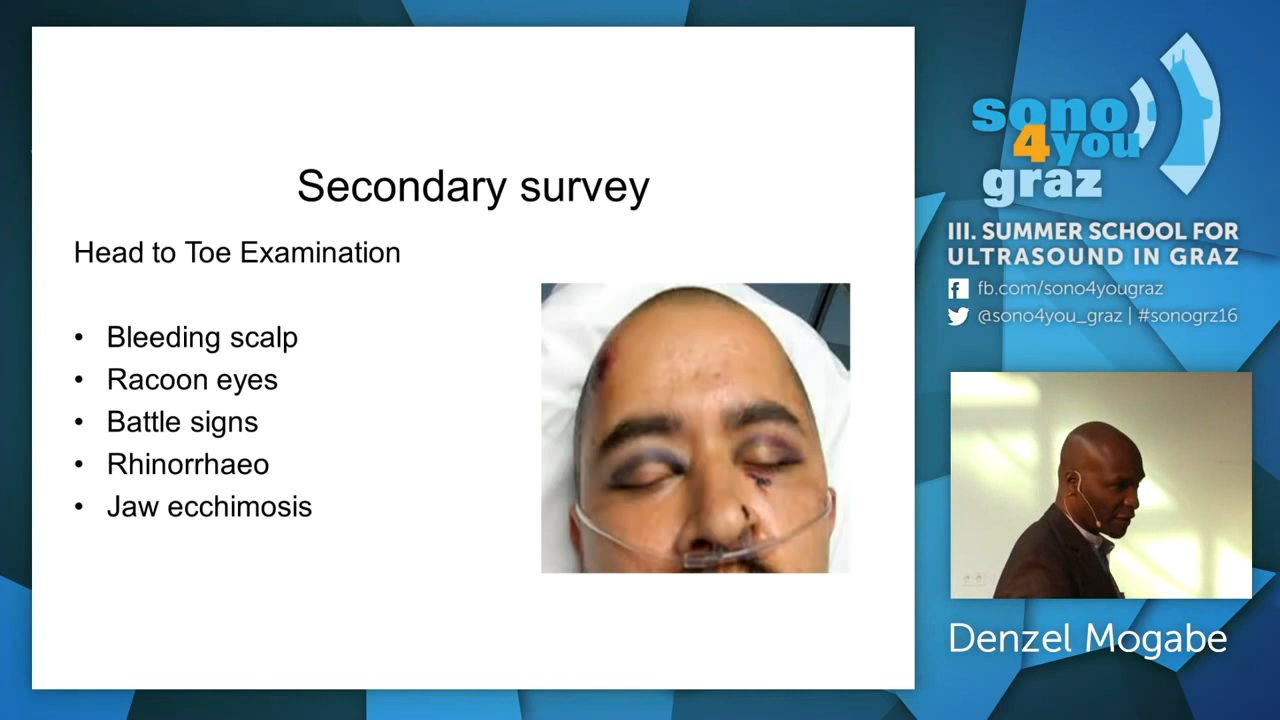 Secondary survey
Head to Toe Examination
• Bleeding scalp
• Racoon eyes
• Battle signs
• Rhinorrhaeo
• Jaw ecchimosis
sono
4you
graz
III. SUMMER SCHOOL FOR
ULTRASOUND IN GRAZ
fb.com/sono4yougraz
@sono4you_graz | #sonogrz16
Denzel Mogabe